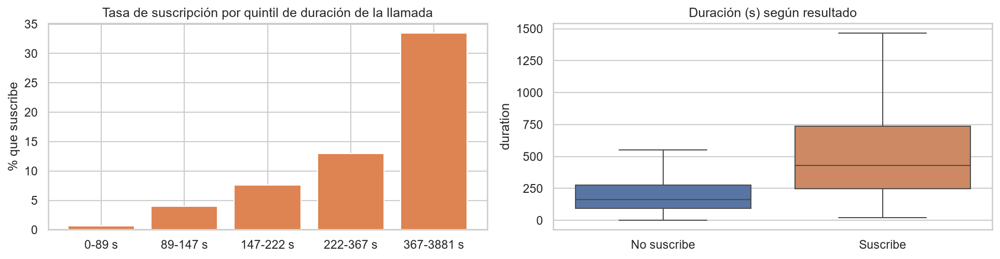 Tasa de suscripción por quintil de duración de la llamada
% que suscribe
35
30
25
20
15
10
5
0
0-89 s
89-147 s
147-222 s
222-367 s
367-3881 s
Duración (s) según resultado
duration
1500
1250
1000
750
500
250
0
No suscribe
Suscribe